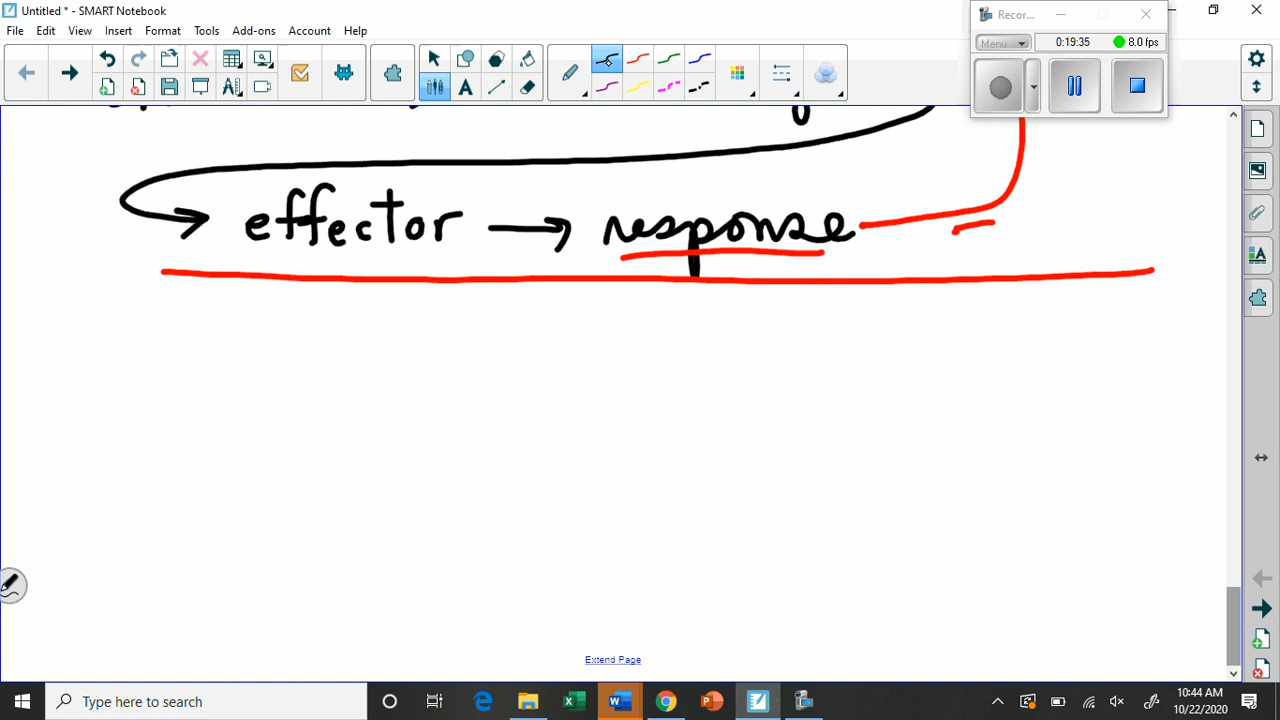 Untitled * - SMART Notebook
File Edit View Insert Format Tools Add-ons Account Help
Recor...
Menu 0:19:35 8.0 fps
effector → response
Extend Page
Type here to search
10:44 AM
10/22/2020